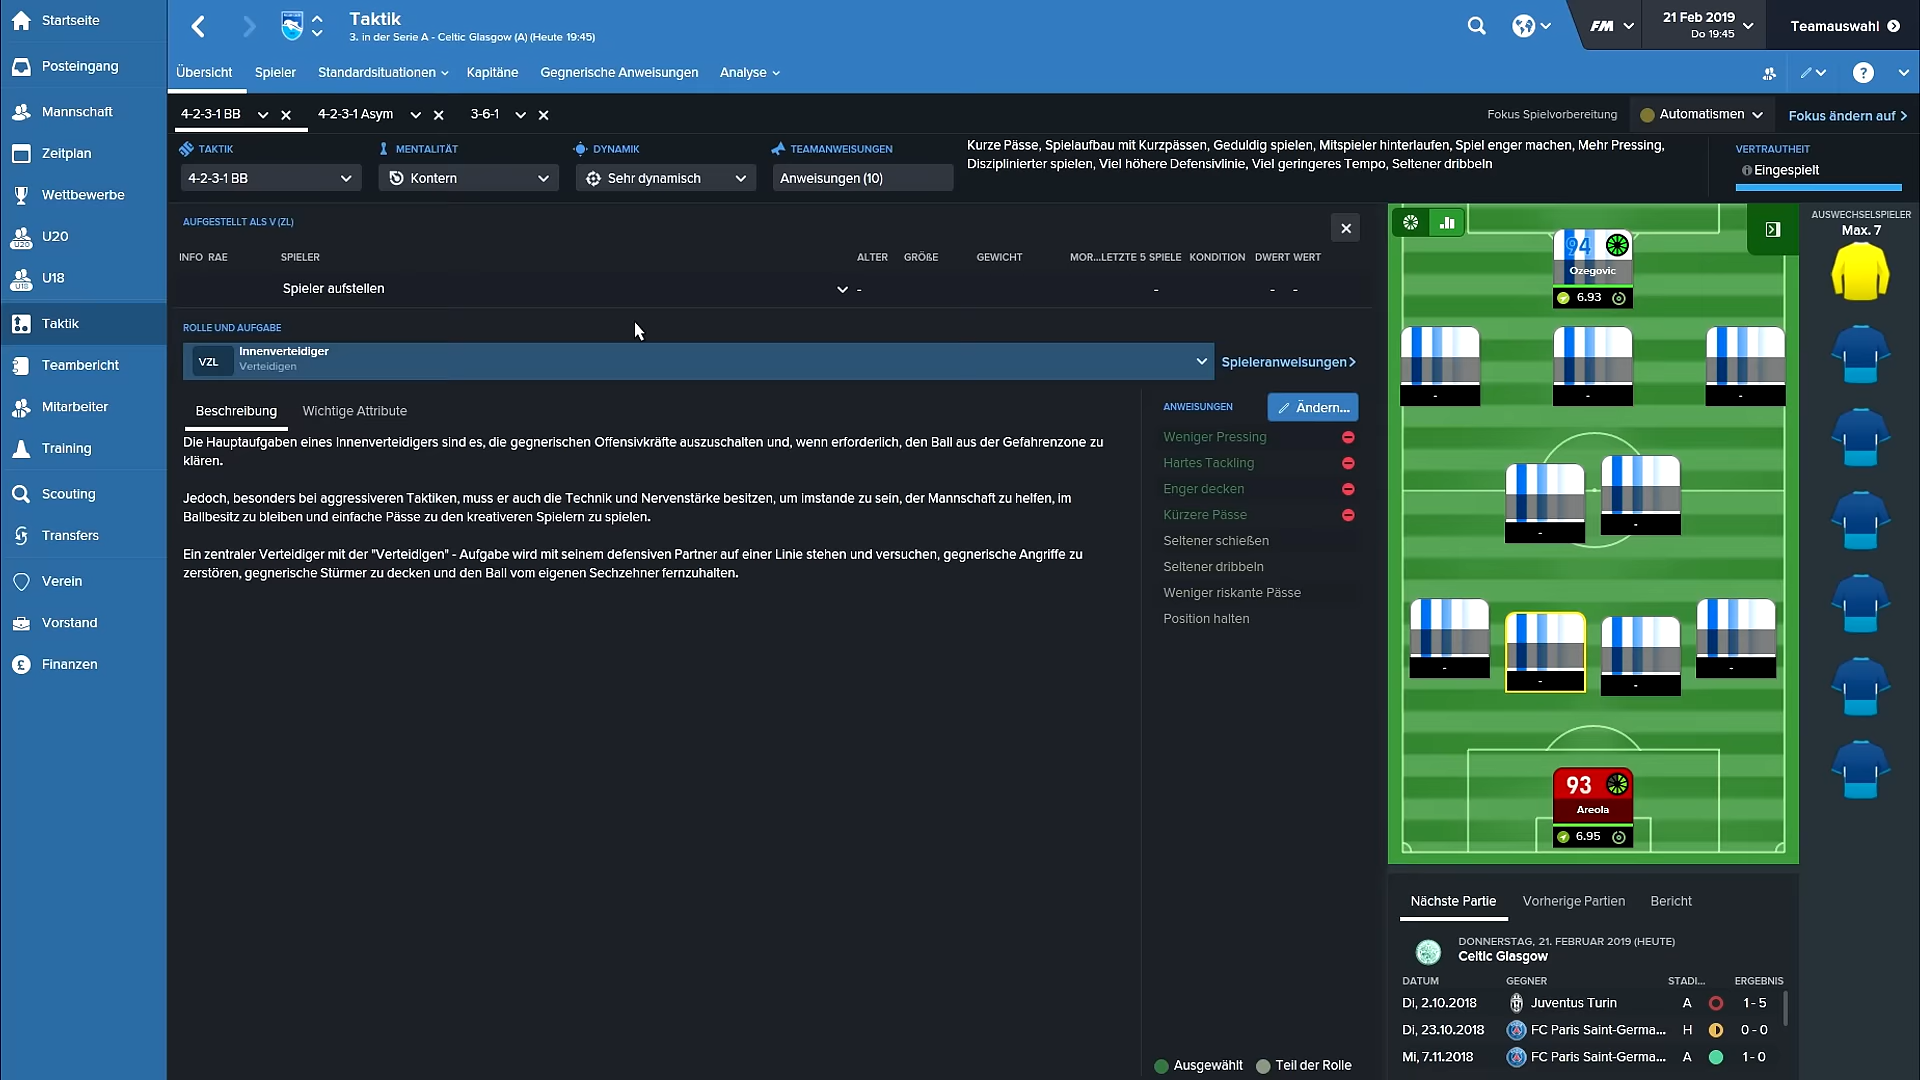 Startseite
Posteingang
Mannschaft
Zeitplan
Wettbewerbe
U20
U20
U18
U18
Taktik
Teambericht
Mitarbeiter
Training
Scouting
Transfers
Verein
Vorstand
Finanzen
Taktik
3. in der Serie A - Celtic Glasgow (A) (Heute 19:45)
FM
21 Feb 2019
Do 19:45
Teamauswahl
Übersicht Spieler Standardsituationen Kapitäne Gegnerische Anweisungen Analyse
?
4-2-3-1 BB 4-2-3-1 Asym 3-6-1
Fokus Spielvorbereitung Automatismen Fokus ändern auf >
TAKTIK MENTALITÄT DYNAMIK TEAMANWEISUNGEN
4-2-3-1 BB Kontern Sehr dynamisch Anweisungen (10)
Kurze Pässe, Spielaufbau mit Kurzpässen, Geduldig spielen, Mitspieler hinterlaufen, Spiel enger machen, Mehr Pressing,
Disziplinierter spielen, Viel höhere Defensivlinie, Viel geringeres Tempo, Seltener dribbeln
VERTRAUTHEIT
Eingespielt
AUFGESTELLT ALS V (ZL)
INFO RAE SPIELER ALTER GRÖßE GEWICHT MOR...LETZTE 5 SPIELE KONDITION DWERT WERT
Spieler aufstellen - - - -
ROLLE UND AUFGABE
VZL
Innenverteidiger
Verteidigen
Spieleranweisungen>
Beschreibung Wichtige Attribute
Die Hauptaufgaben eines Innenverteidigers sind es, die gegnerischen Offensivkräfte auszuschalten und, wenn erforderlich, den Ball aus der Gefahrenzone zu
klären.
Jedoch, besonders bei aggressiveren Taktiken, muss er auch die Technik und Nervenstärke besitzen, um imstande zu sein, der Mannschaft zu helfen, im
Ballbesitz zu bleiben und einfache Pässe zu den kreativeren Spielern zu spielen.
Ein zentraler Verteidiger mit der "Verteidigen" - Aufgabe wird mit seinem defensiven Partner auf einer Linie stehen und versuchen, gegnerische Angriffe zu
zerstören, gegnerische Stürmer zu decken und den Ball vom eigenen Sechzehner fernzuhalten.
ANWEISUNGEN Ändern...
Weniger Pressing
Hartes Tackling
Enger decken
Kürzere Pässe
Seltener schießen
Seltener dribbeln
Weniger riskante Pässe
Position halten
Ausgewählt Teil der Rolle
94
Ozegovic
6.93
- - -
- -
- - - -
93
Areola
6.95
AUSWECHSELSPIELER
Max. 7
Nächste Partie Vorherige Partien Bericht
DONNERSTAG, 21. FEBRUAR 2019 (HEUTE)
Celtic Glasgow
DATUM GEGNER STADI... ERGEBNIS
Di, 2.10.2018 Juventus Turin A 1 - 5
Di, 23.10.2018 FC Paris Saint-Germa... H 0 - 0
Mi, 7.11.2018 FC Paris Saint-Germa... A 1 - 0